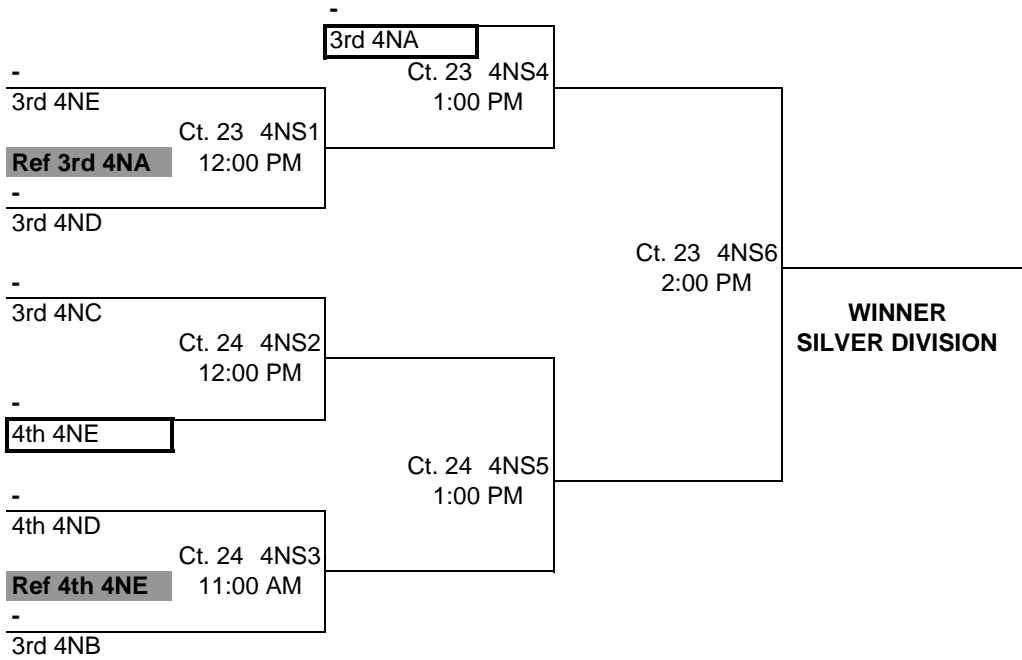 -
3rd 4NA
Ct. 23 4NS4
1:00 PM
-
3rd 4NE
Ct. 23 4NS1
Ref 3rd 4NA 12:00 PM
-
3rd 4ND
Ct. 23 4NS6
2:00 PM
-
3rd 4NC
WINNER
SILVER DIVISION
Ct. 24 4NS2
12:00 PM
-
4th 4NE
Ct. 24 4NS5
1:00 PM
-
4th 4ND
Ct. 24 4NS3
Ref 4th 4NE 11:00 AM
-
3rd 4NB